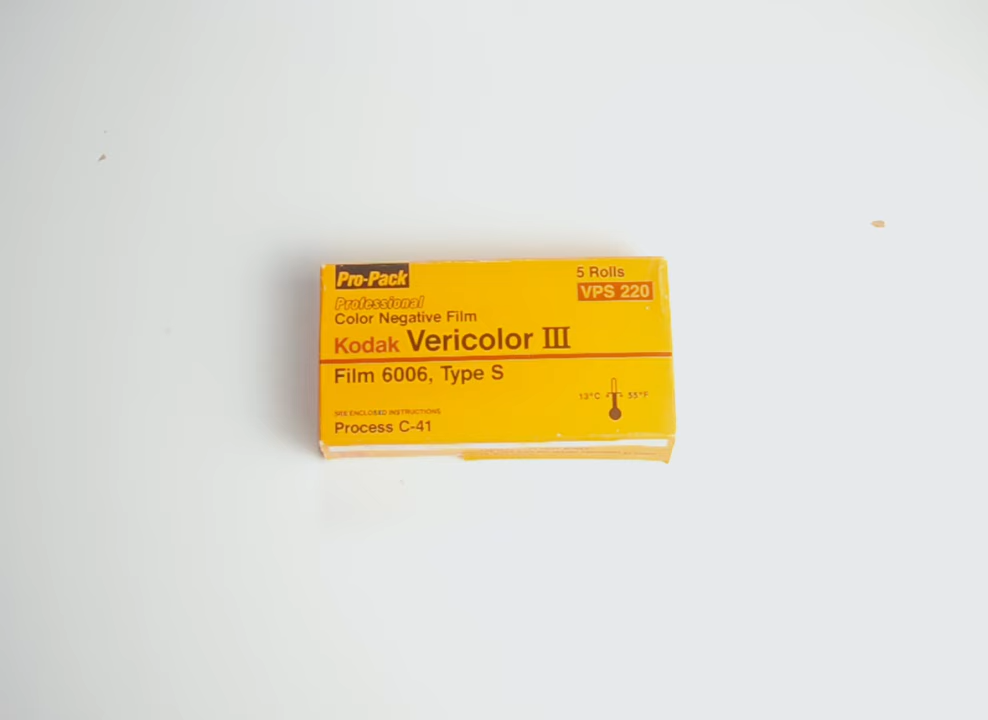 Pro-Pack
5 Rolls
VPS 220
Professional
Color Negative Film
Kodak Vericolor III
Film 6006, Type S
13°C 55°F
SEE ENCLOSED INSTRUCTIONS
Process C-41